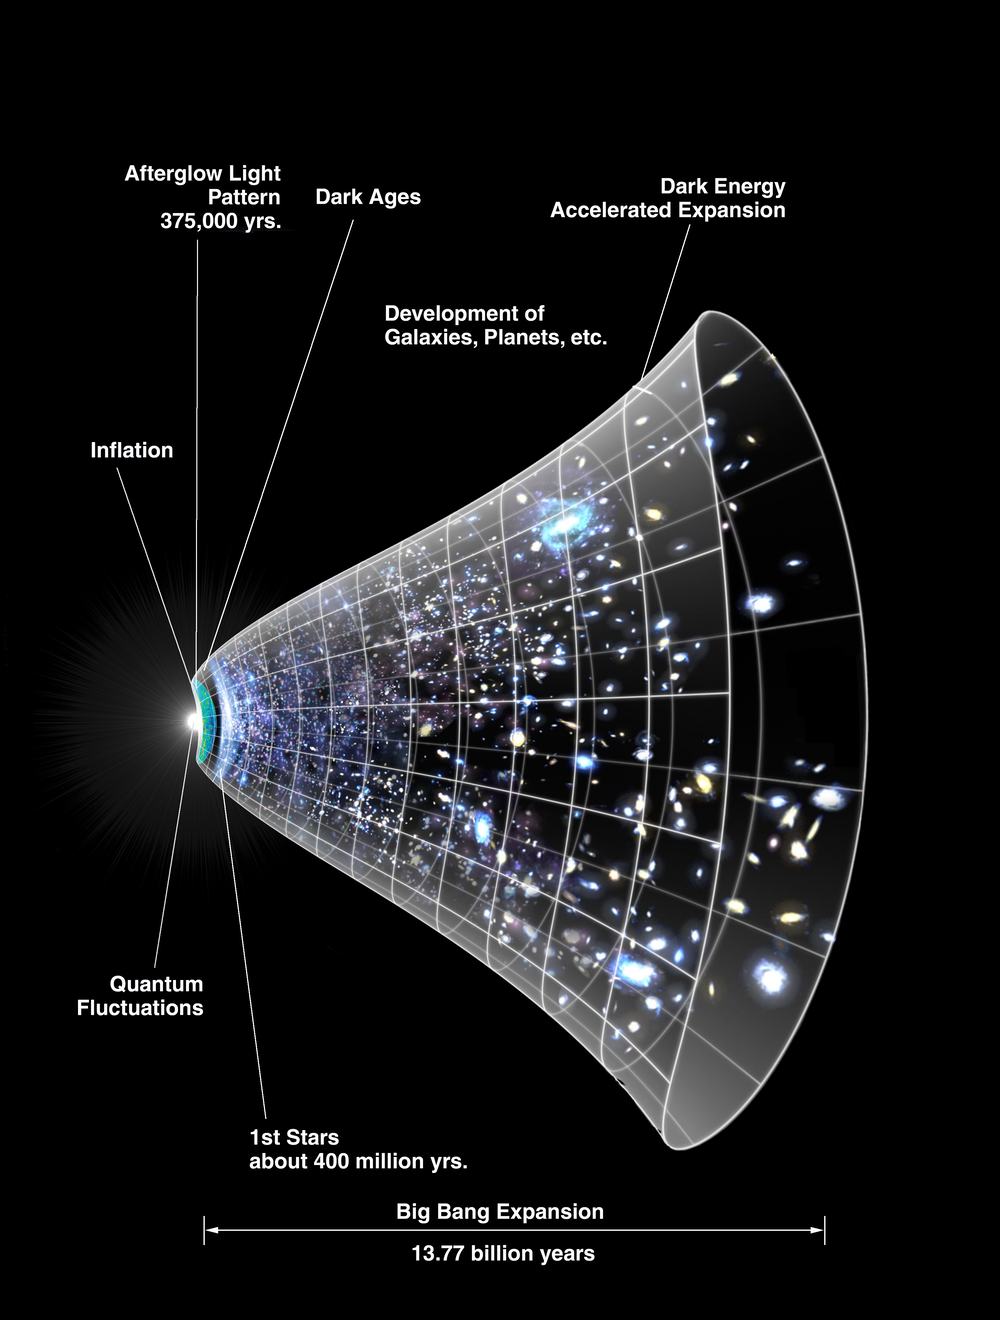 Afterglow Light
Pattern
375,000 yrs.
Dark Ages
Dark Energy
Accelerated Expansion
Development of
Galaxies, Planets, etc.
Inflation
Quantum
Fluctuations
1st Stars
about 400 million yrs.
Big Bang Expansion
13.77 billion years